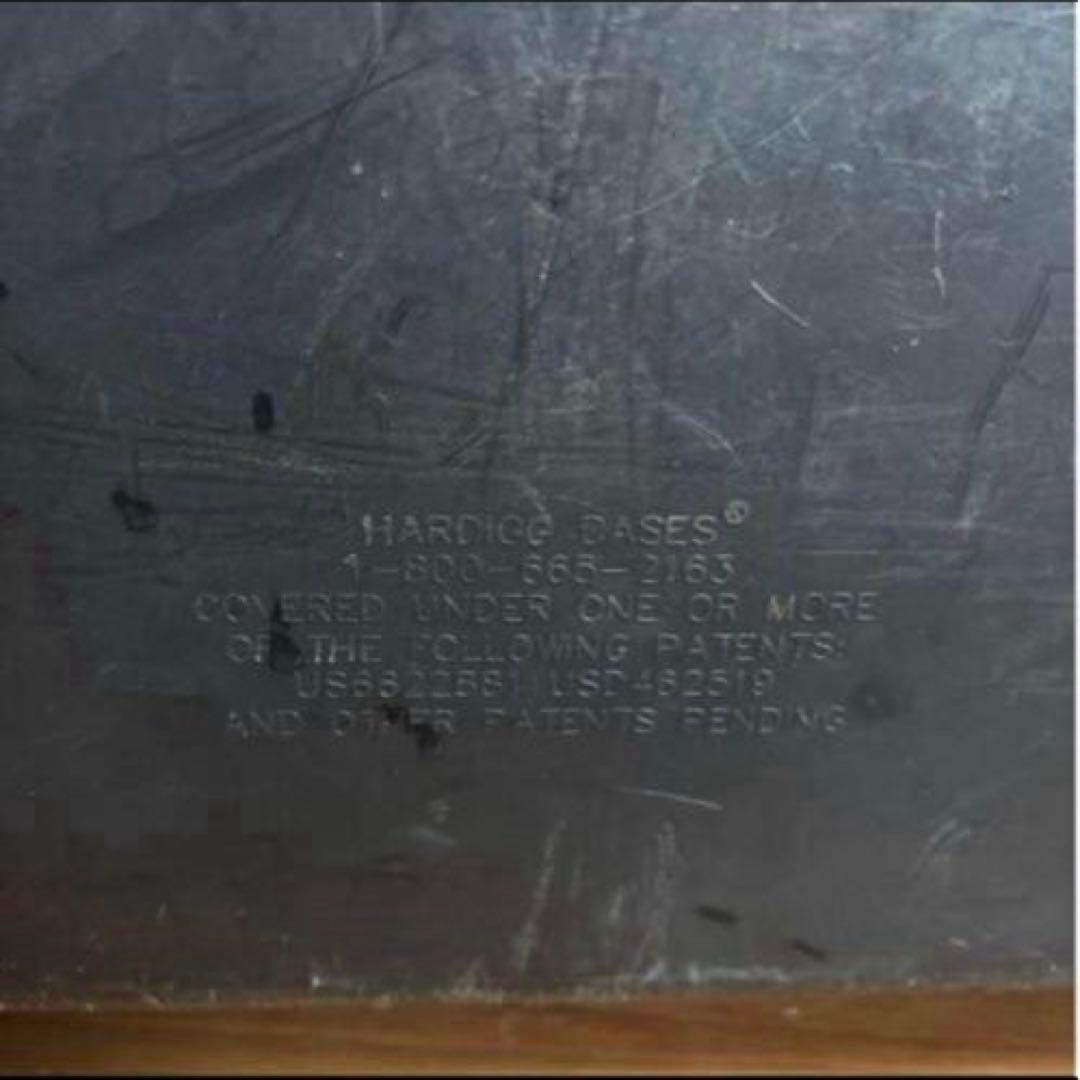 HARDIGG CASES®
1-800-665-2163
COVERED UNDER ONE OR MORE
OF THE FOLLOWING PATENTS:
US6622881 USD462519
AND OTHER PATENTS PENDING